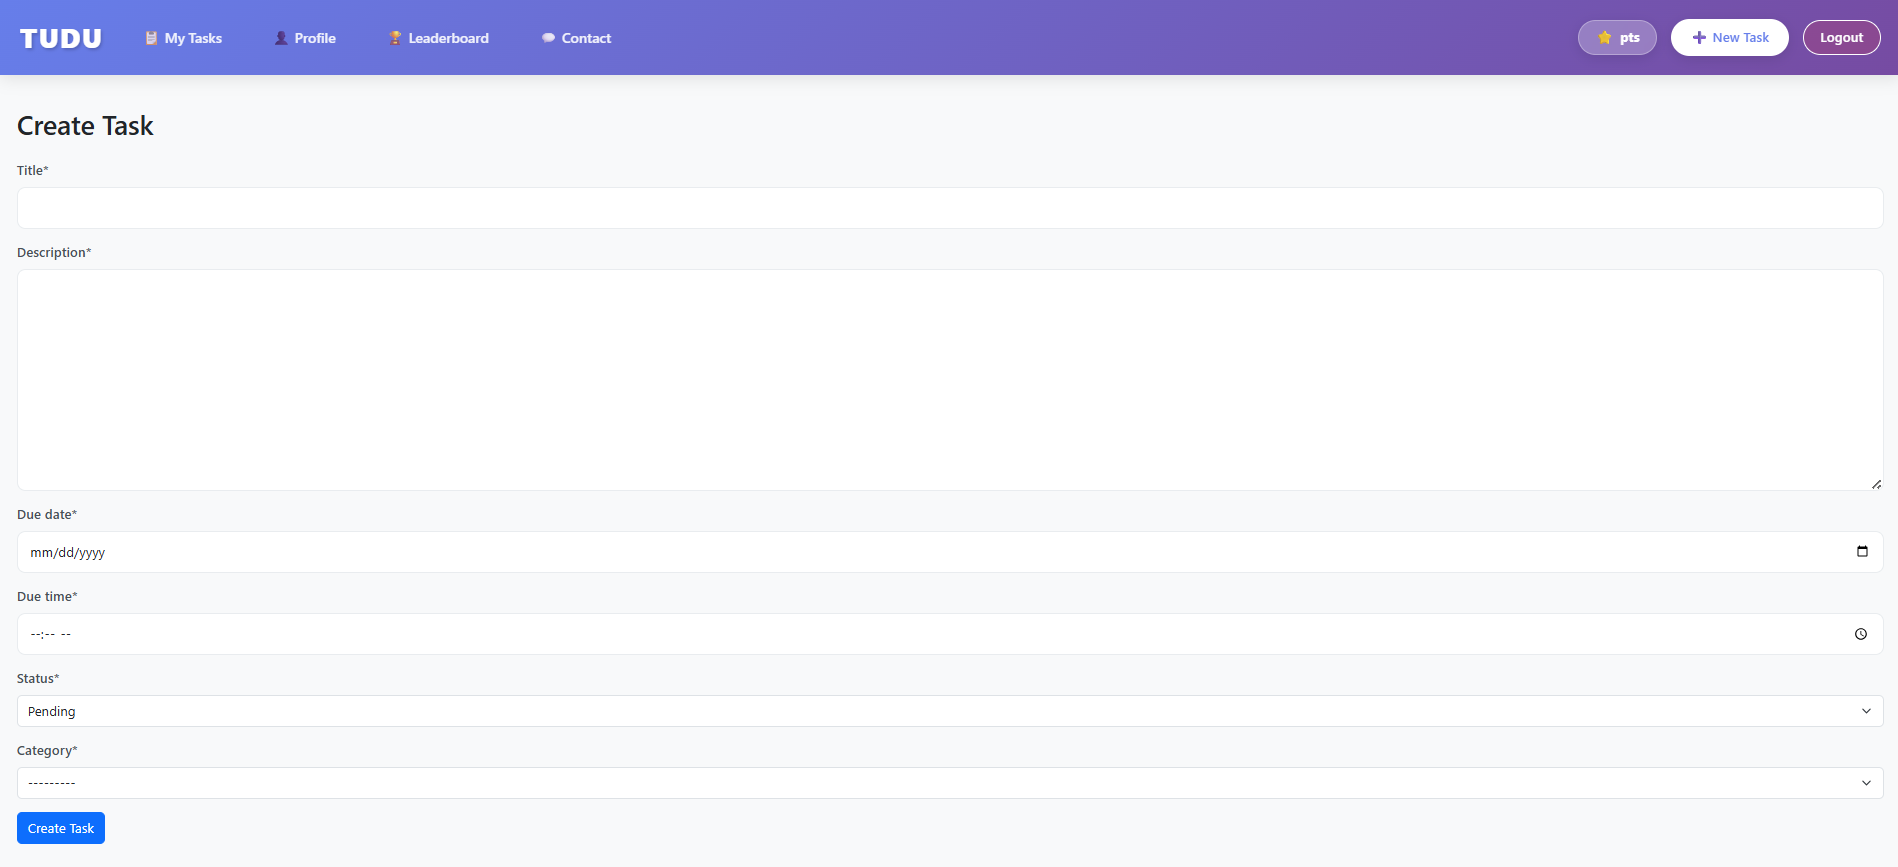 TUDU My Tasks Profile Leaderboard Contact pts New Task Logout
Create Task
Title*
Description*
Due date*
mm/dd/yyyy
Due time*
--:-- --
Status*
Pending
Category*
---------
Create Task